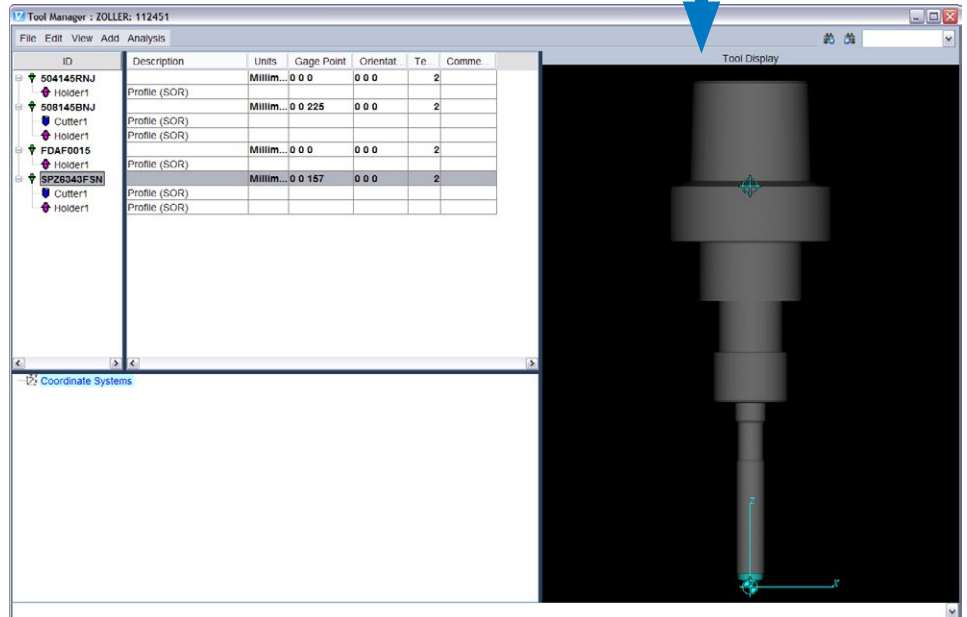 Tool Manager : ZOLLER: 112451
File Edit View Add Analysis
ID Description Units Gage Point Orientat... Te... Comme... Tool Display
504145RNJ Millim... 0 0 0 0 0 0 2
Holder1 Profile (SOR)
508145BNJ Millim... 0 0 225 0 0 0 2
Cutter1 Profile (SOR)
Holder1 Profile (SOR)
FDAF0015 Millim... 0 0 0 0 0 0 2
Holder1 Profile (SOR)
SPZ6343FSN Millim... 0 0 157 0 0 0 2
Cutter1 Profile (SOR)
Holder1 Profile (SOR)
Coordinate Systems
Z